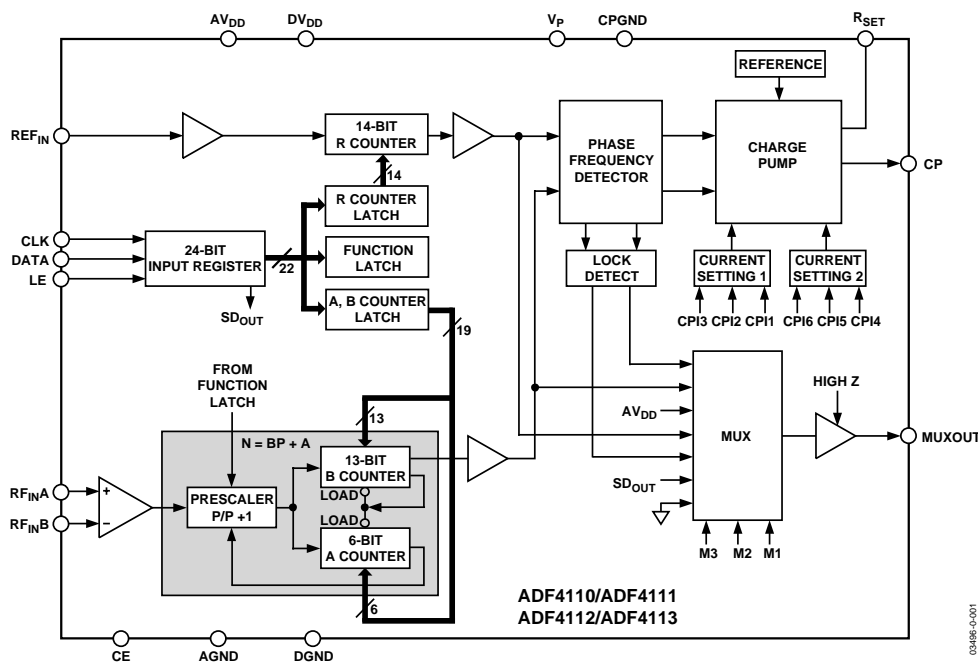 AVDD
DVDD
VP
CPGND
RSET
REFERENCE
REFIN
14-BIT
R COUNTER
14
PHASE
FREQUENCY
DETECTOR
CHARGE
PUMP
CP
R COUNTER
LATCH
CLK
DATA
LE
24-BIT
INPUT REGISTER
22
FUNCTION
LATCH
SDOUT
A, B COUNTER
LATCH
19
LOCK
DETECT
CURRENT
SETTING 1
CURRENT
SETTING 2
CPI3 CPI2 CPI1
CPI6 CPI5 CPI4
FROM
FUNCTION
LATCH
13
N = BP + A
13-BIT
B COUNTER
LOAD
LOAD
6-BIT
A COUNTER
6
RFINA
RFINB
+
–
PRESCALER
P/P +1
AVDD
MUX
SDOUT
HIGH Z
MUXOUT
M3 M2 M1
ADF4110/ADF4111
ADF4112/ADF4113
CE
AGND
DGND
03496-0-001